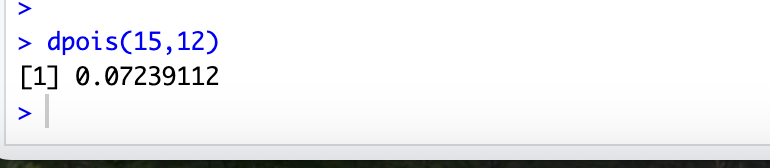 >
> dpois(15,12)
[1] 0.07239112
>